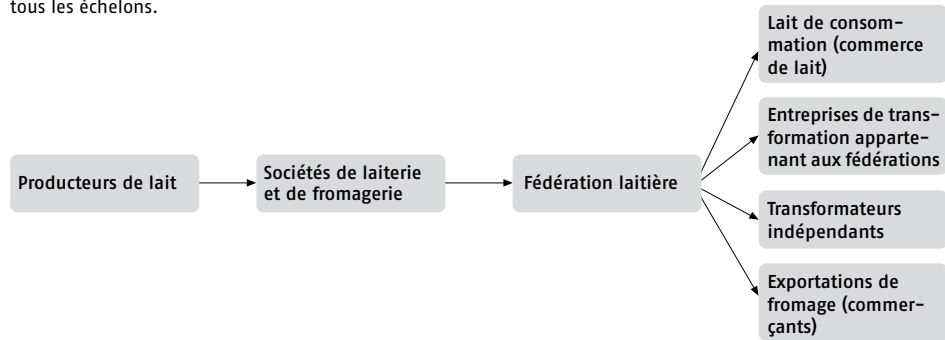 tous les échelons.
Producteurs de lait
Sociétés de laiterie
et de fromagerie
Fédération laitière
Lait de consom-
mation (commerce
de lait)
Entreprises de trans-
formation apparte-
nant aux fédérations
Transformateurs
indépendants
Exportations de
fromage (commer-
çants)